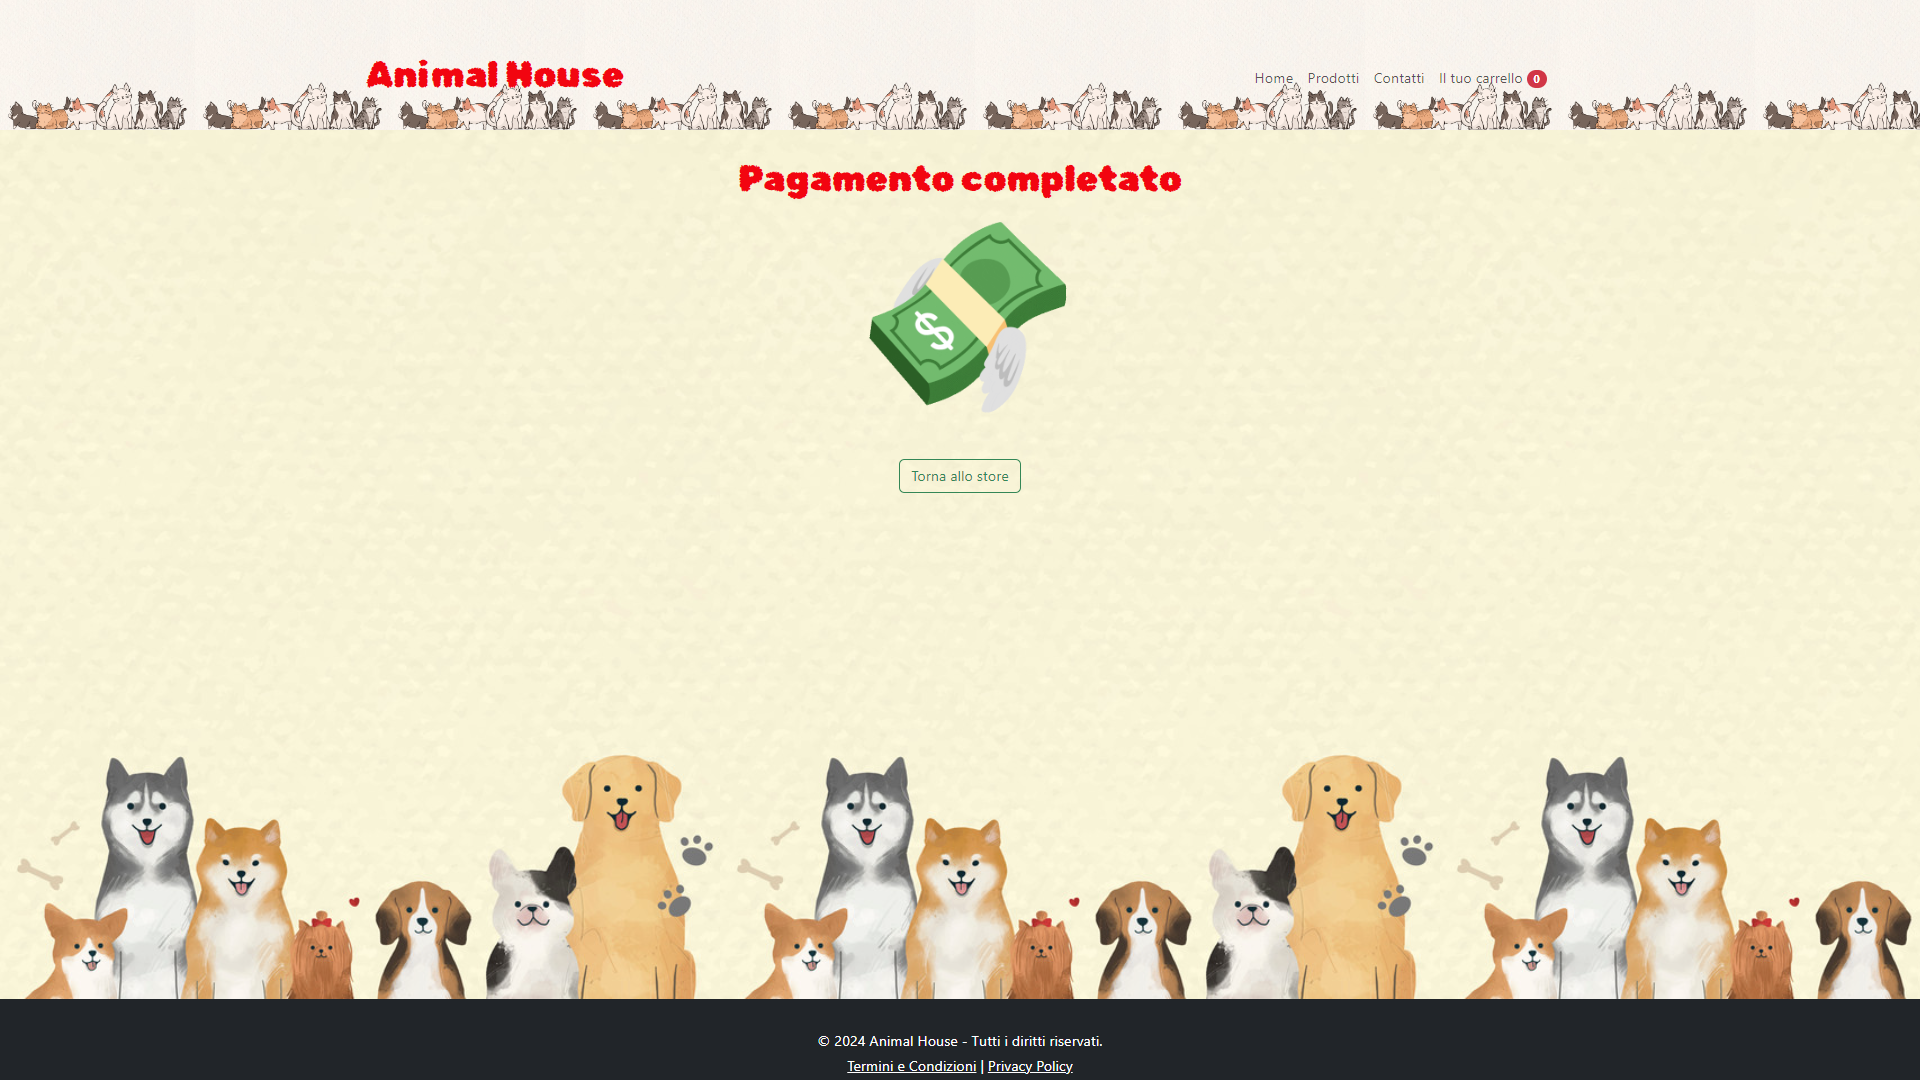 Animal House
Home Prodotti Contatti Il tuo carrello 0
Pagamento completato
$
Torna allo store
© 2024 Animal House - Tutti i diritti riservati.
Termini e Condizioni | Privacy Policy